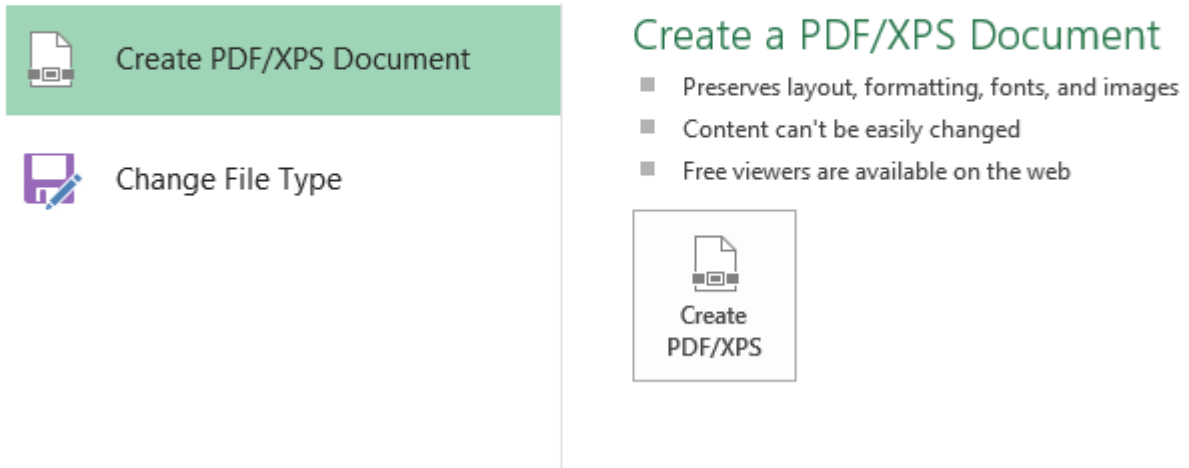 Create PDF/XPS Document
Change File Type
Create a PDF/XPS Document
Preserves layout, formatting, fonts, and images
Content can't be easily changed
Free viewers are available on the web
Create
PDF/XPS